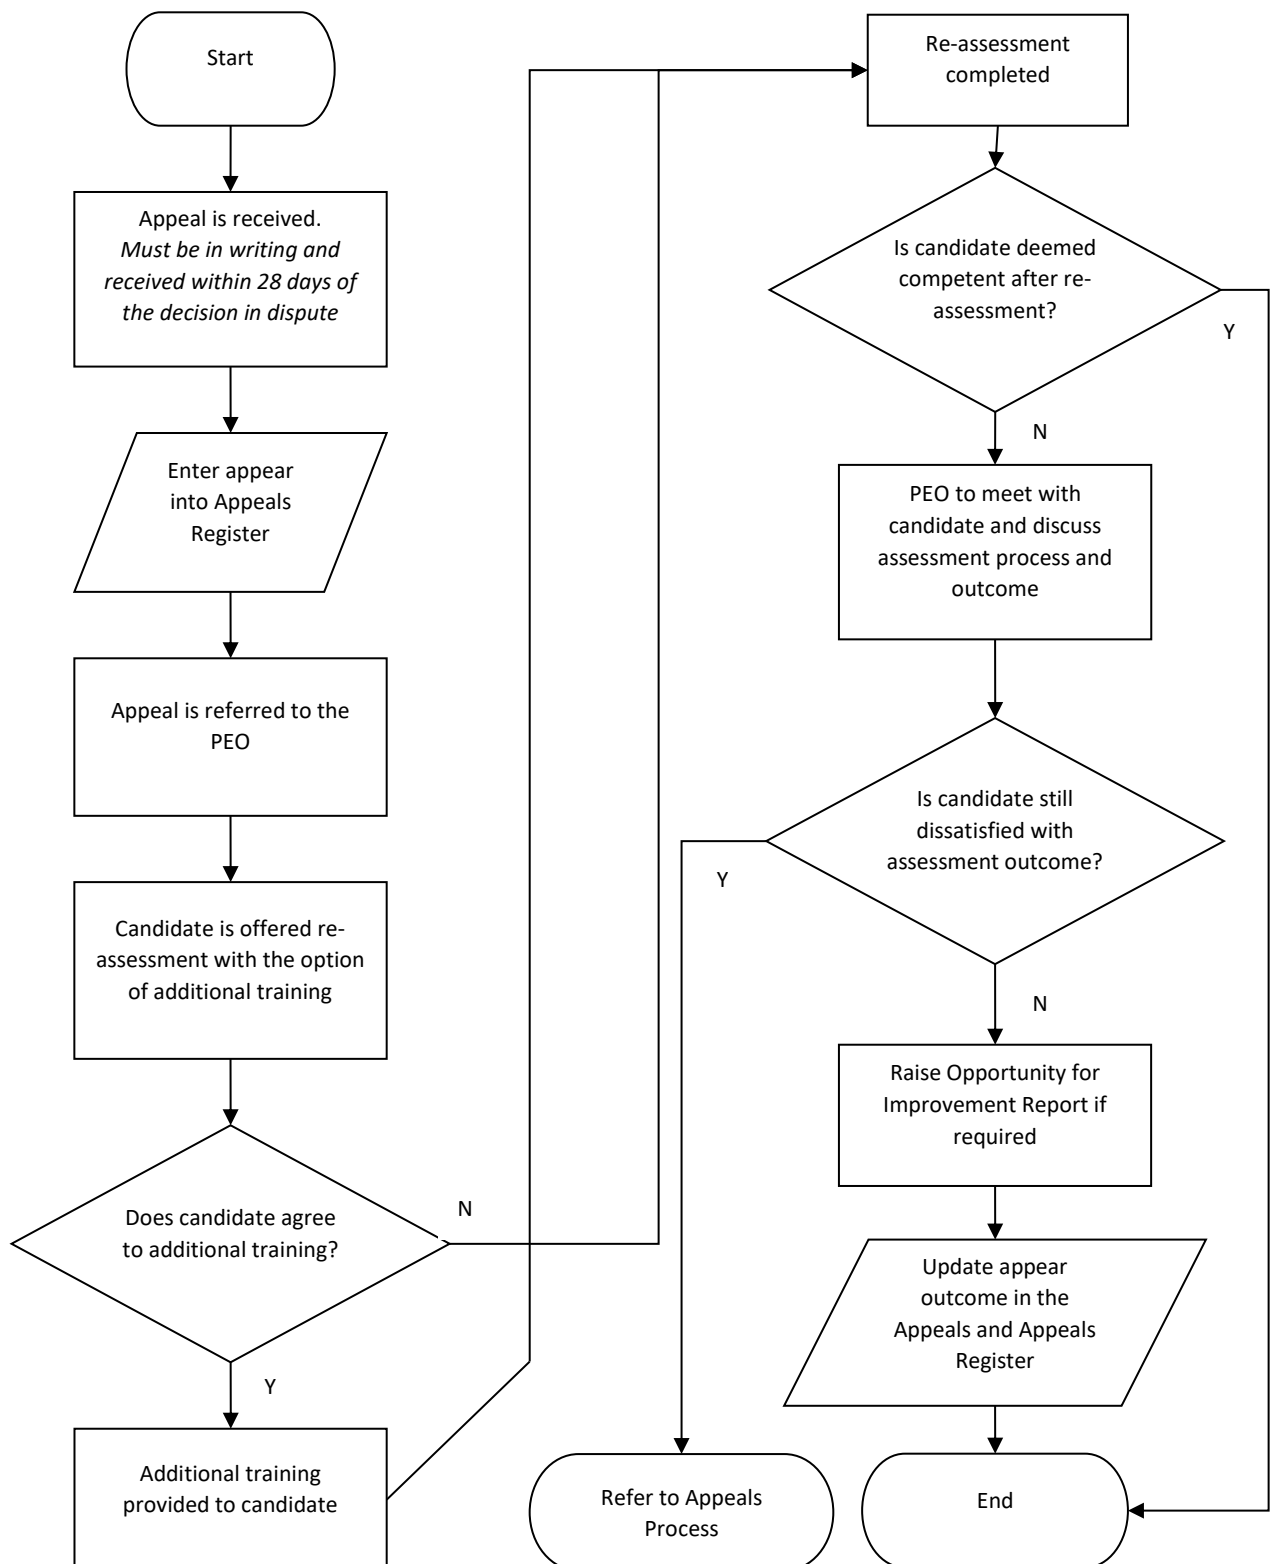 Start
Appeal is received.
Must be in writing and
received within 28 days of
the decision in dispute
Enter appear
into Appeals
Register
Appeal is referred to the
PEO
Candidate is offered re-
assessment with the option
of additional training
Does candidate agree
to additional training?
N
Y
Additional training
provided to candidate
Re-assessment
completed
Is candidate deemed
competent after re-
assessment?
Y
N
PEO to meet with
candidate and discuss
assessment process and
outcome
Is candidate still
dissatisfied with
assessment outcome?
Y
N
Raise Opportunity for
Improvement Report if
required
Update appear
outcome in the
Appeals and Appeals
Register
Refer to Appeals
Process
End